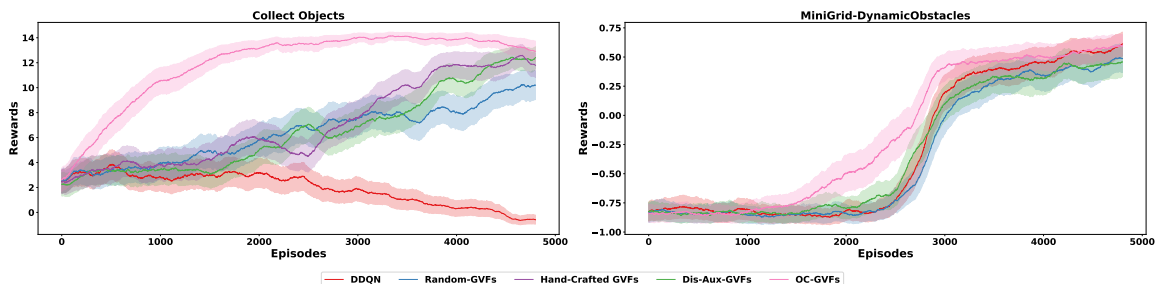 Collect Objects
14
12
10
8
6
4
2
0
Rewards
0 1000 2000 3000 4000 5000
Episodes
MiniGrid-DynamicObstacles
0.75
0.50
0.25
0.00
−0.25
−0.50
−0.75
−1.00
Rewards
0 1000 2000 3000 4000 5000
Episodes
DDQN Random-GVFs Hand-Crafted GVFs Dis-Aux-GVFs OC-GVFs